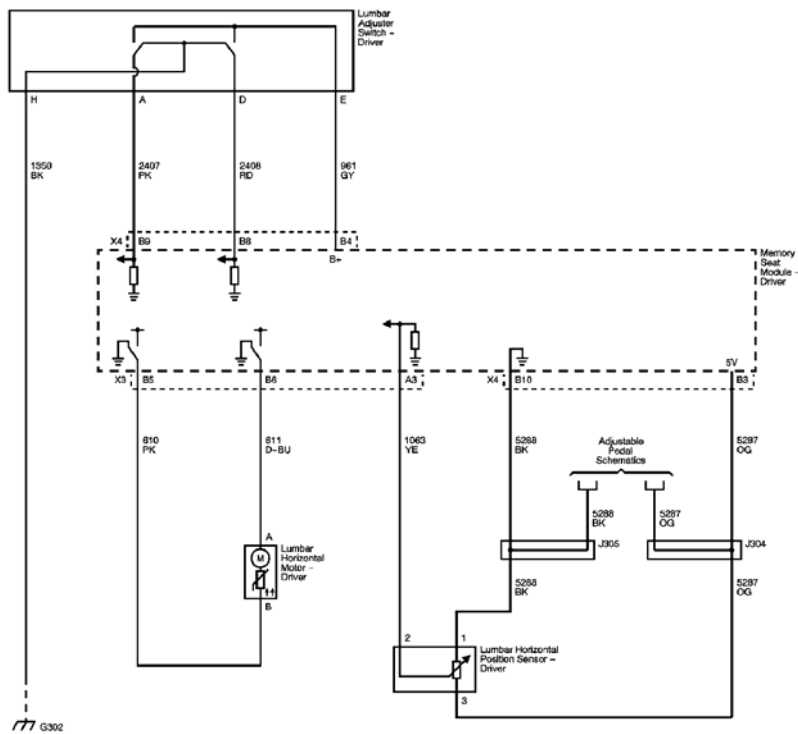 Lumbar
Adjuster
Switch –
Driver
H
A
D
E
1350
BK
2407
PK
2408
RD
961
GY
X4
B9
B8
B4
B+
Memory
Seat
Module -
Driver
5V
X3
B5
B6
A3
X4
B10
B3
610
PK
611
D-BU
1063
YE
5288
BK
Adjustable
Pedal
Schematics
5287
OG
5288
BK
5287
OG
J305
J304
A
Lumbar
Horizontal
Motor –
Driver
M
B
5288
BK
5287
OG
2
1
Lumbar Horizontal
Position Sensor –
Driver
3
G302